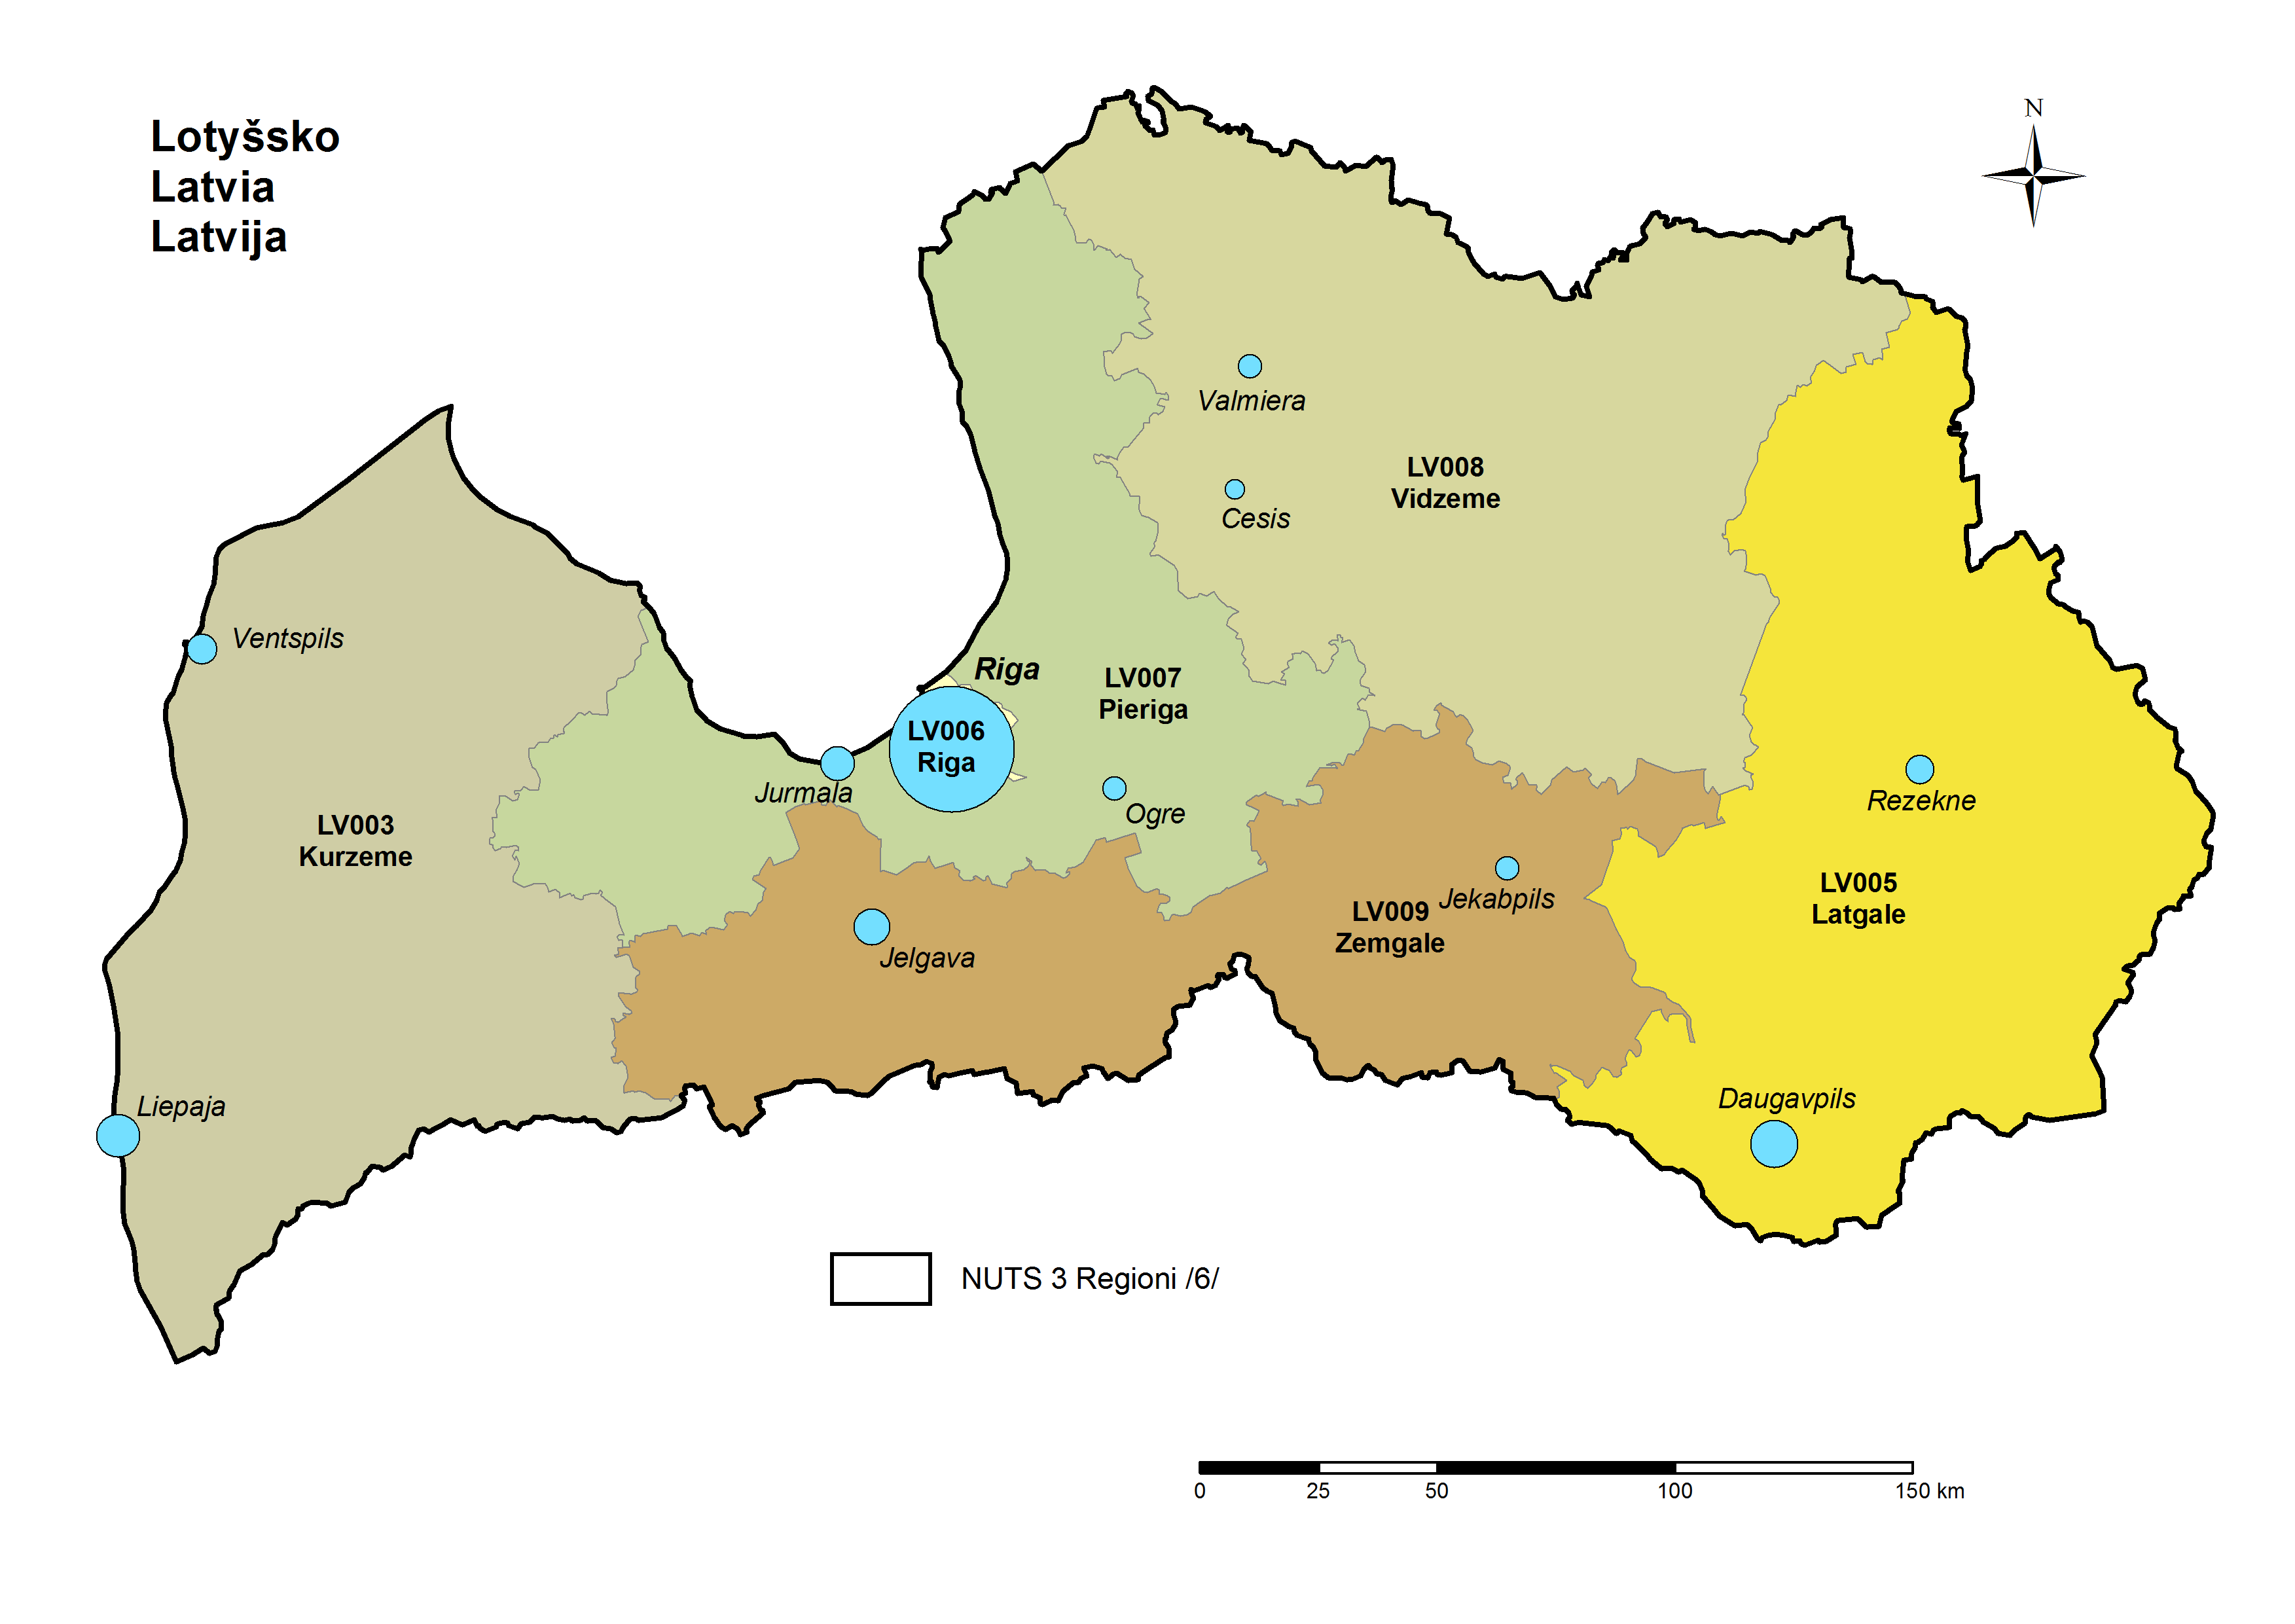 Lotyšsko
Latvia
Latvija
N
Valmiera
LV008
Vidzeme
Cesis
Ventspils
Riga
LV007
Pieriga
LV006
Riga
Jurmala
Ogre
Rezekne
LV003
Kurzeme
Jekabpils
LV005
Latgale
LV009
Zemgale
Jelgava
Liepaja
Daugavpils
NUTS 3 Regioni /6/
0 25 50 100 150 km